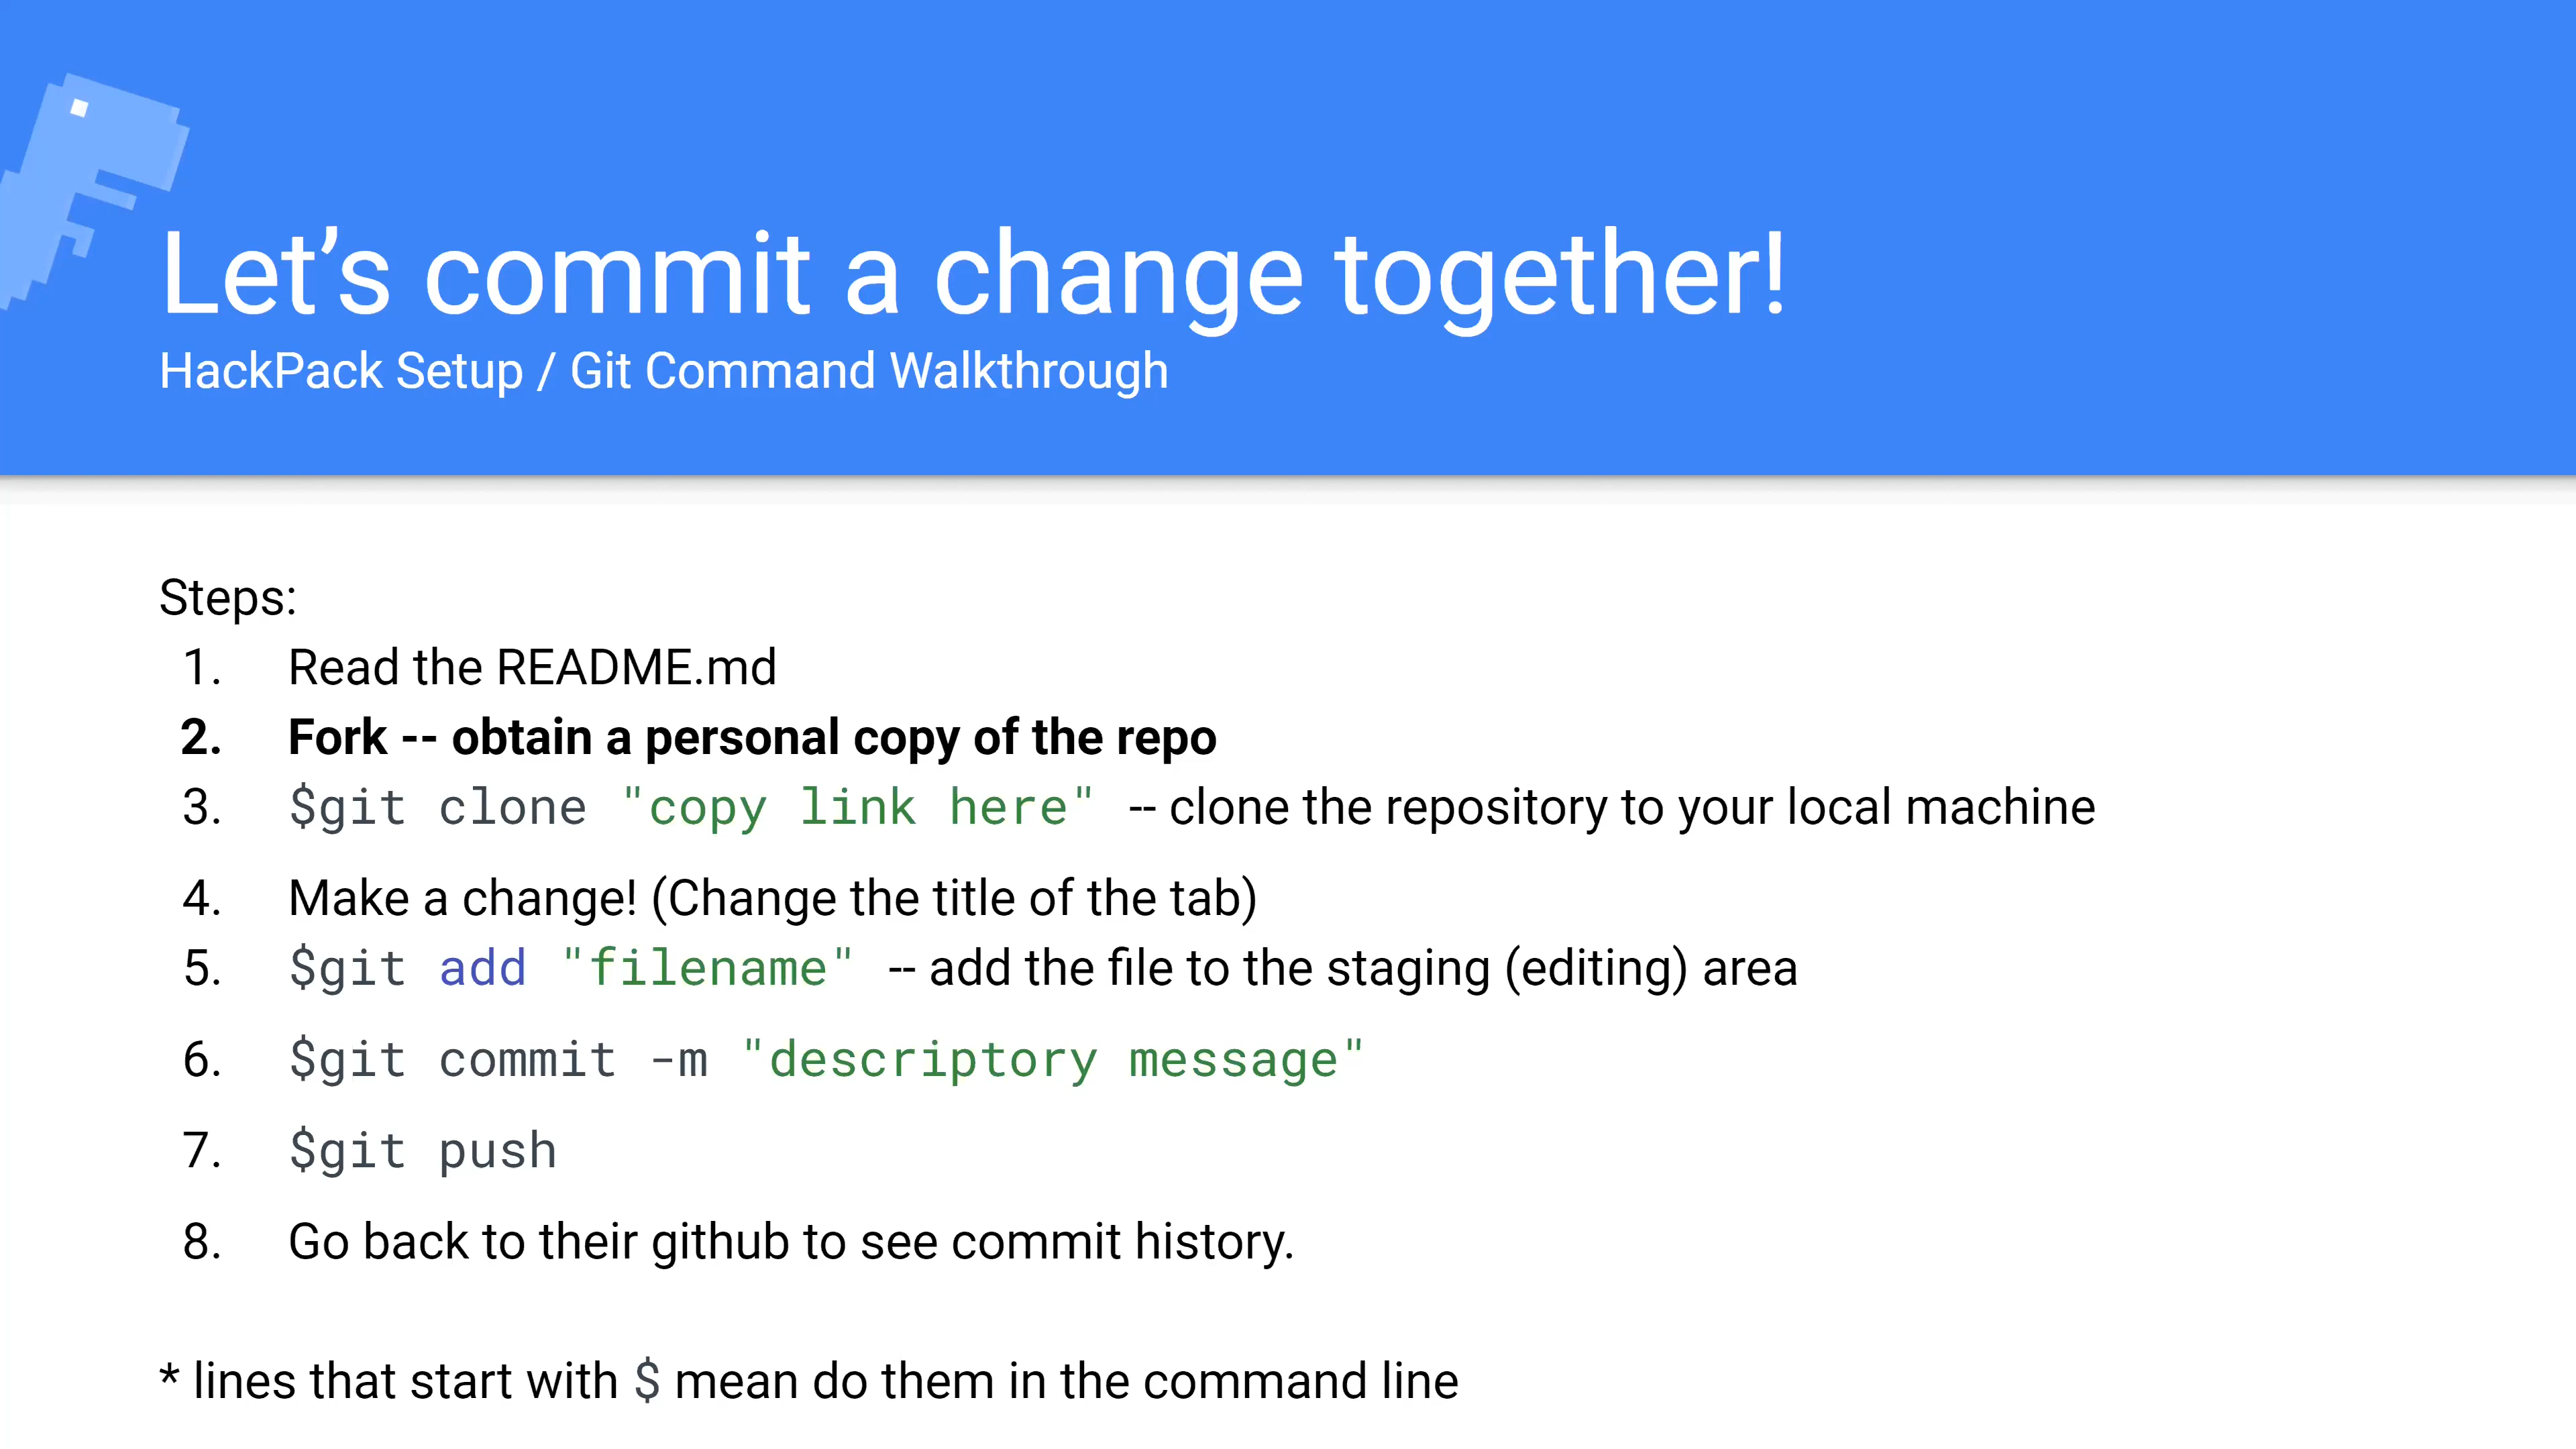 Let’s commit a change together!
HackPack Setup / Git Command Walkthrough
Steps:
1. Read the README.md
2. Fork -- obtain a personal copy of the repo
3. $git clone "copy link here" -- clone the repository to your local machine
4. Make a change! (Change the title of the tab)
5. $git add "filename" -- add the file to the staging (editing) area
6. $git commit -m "descriptory message"
7. $git push
8. Go back to their github to see commit history.
* lines that start with $ mean do them in the command line